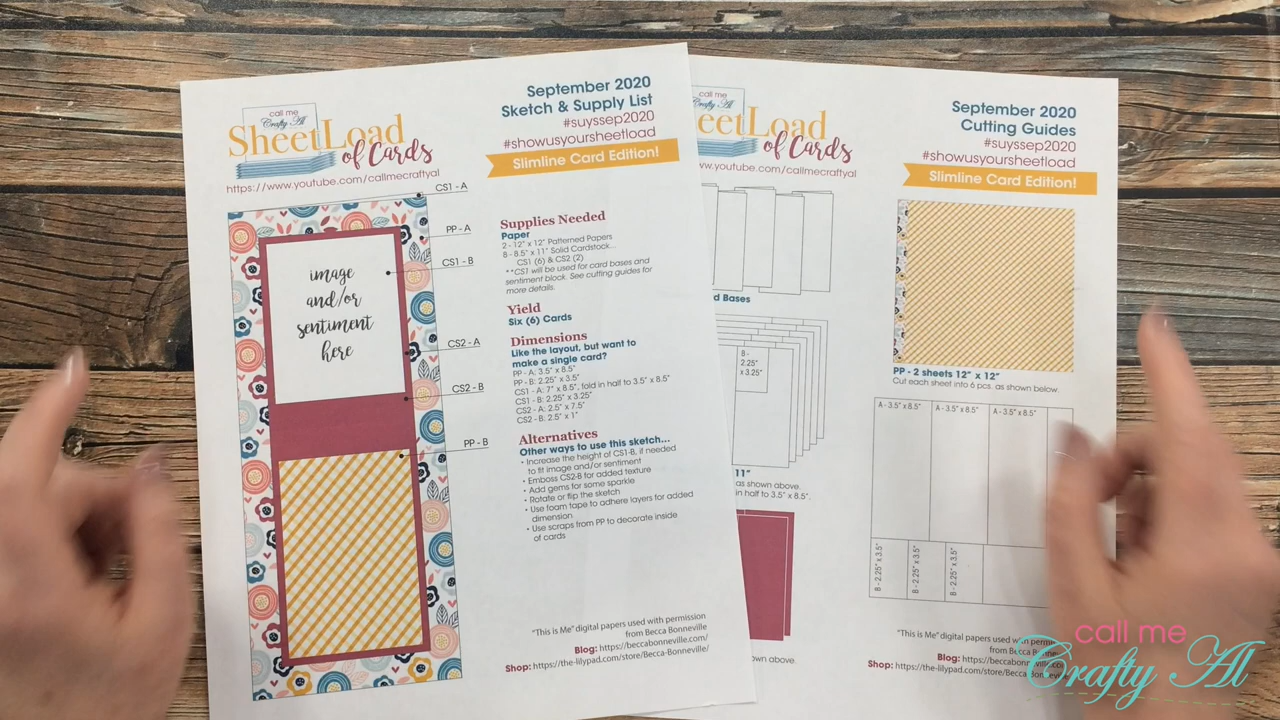 call me
Crafty Al
SheetLoad
of Cards
https://www.youtube.com/callmecraftyal
September 2020
Sketch & Supply List
#suyssep2020
#showusyoursheetload
Slimline Card Edition!
CS1 - A
PP - A
CS1 - B
CS2 - A
CS2 - B
PP - B
image
and/or
sentiment
here
Supplies Needed
Paper
2 - 12" x 12" Patterned Papers
8 - 8.5" x 11" Solid Cardstock...
CS1 (6) & CS2 (2)
**CS1 will be used for card bases and
sentiment block. See cutting guides for
more details.
Yield
Six (6) Cards
Dimensions
Like the layout, but want to
make a single card?
PP - A: 3.5" x 8.5"
PP - B: 2.25" x 3.5"
CS1 - A: 7" x 8.5", fold in half to 3.5" x 8.5"
CS1 - B: 2.25" x 3.25"
CS2 - A: 2.5" x 7.5"
CS2 - B: 2.5" x 1"
Alternatives
Other ways to use this sketch...
• Increase the height of CS1-B, if needed
to fit image and/or sentiment
• Emboss CS2-B for added texture
• Add gems for some sparkle
• Rotate or flip the sketch
• Use foam tape to adhere layers for added
dimension
• Use scraps from PP to decorate inside
of cards
"This is Me" digital papers used with permission
from Becca Bonneville
Blog: https://beccabonneville.com/
Shop: https://the-lilypad.com/store/Becca-Bonneville/
call me
Crafty Al
eetLoad
of Cards
ww.youtube.com/callmecraftyal
September 2020
Cutting Guides
#suyssep2020
#showusyoursheetload
Slimline Card Edition!
d Bases
B -
2.25"
x 3.25"
11"
as shown above.
in half to 3.5" x 8.5".
wn above
PP - 2 sheets 12" x 12"
Cut each sheet into 6 pcs. as shown below
A - 3.5" x 8.5"
A - 3.5" x 8.5"
A - 3.5" x 8.5"
B - 2.25" x 3.5"
B - 2.25" x 3.5"
B - 2.25" x 3.5"
"This is Me" digital papers used with permi
from Becca
Blog: https://beccabonneville.co
Shop: https://the-lilypad.com/store/Becca-Bonnevi
call me
Crafty Al